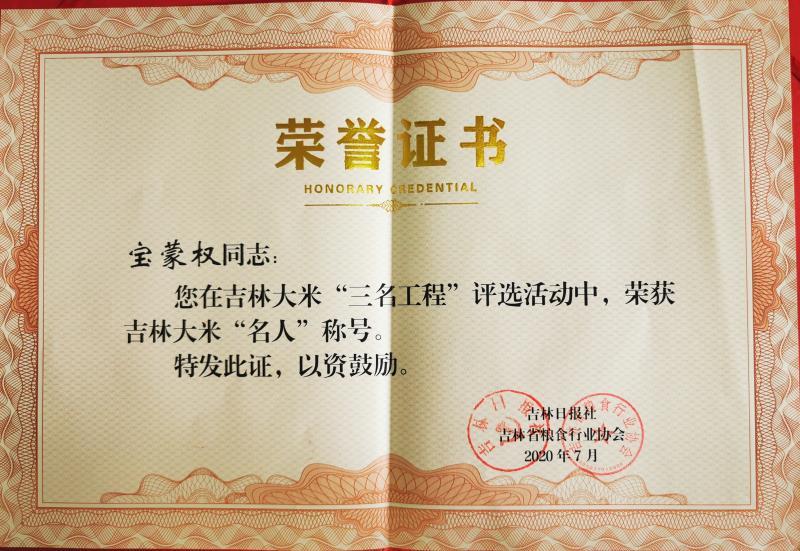 荣誉证书
HONORARY CREDENTIAL
宝蒙权同志：
您在吉林大米“三名工程”评选活动中，荣获
吉林大米“名人”称号。
特发此证，以资鼓励。
吉林日报社
吉林省粮食行业协会
2020年7月